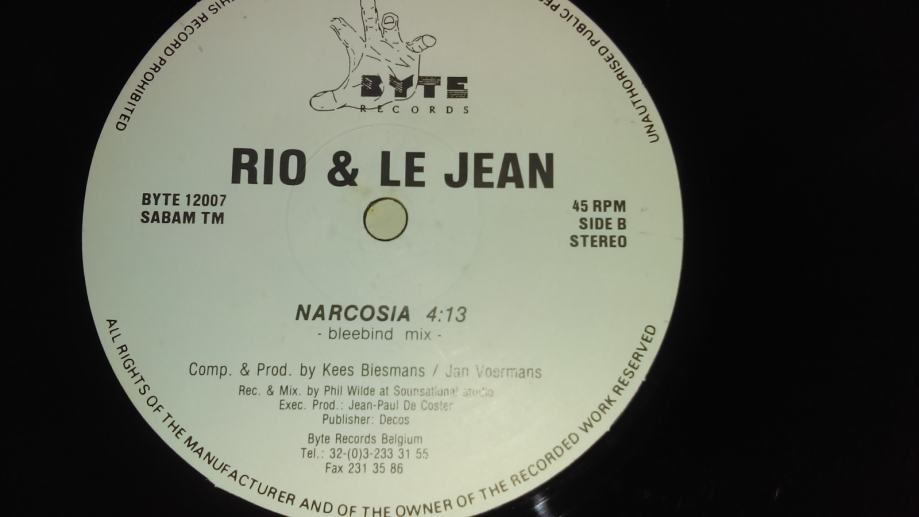 THIS RECORD PROHIBITED
UNAUTHORISED PUBLIC
BYTE
RECORDS
RIO & LE JEAN
BYTE 12007
SABAM TM
45 RPM
SIDE B
STEREO
NARCOSIA 4:13
- bleebind mix -
Comp. & Prod. by Kees Biesmans / Jan Voermans
Rec. & Mix. by Phil Wilde at Sounsational studio
Exec. Prod.: Jean-Paul De Coster
Publisher: Decos
Byte Records Belgium
Tel.: 32-(0)3-233 31 55
Fax 231 35 86
ALL RIGHTS OF THE MANUFACTURER AND OF THE OWNER OF THE RECORDED WORK RESERVED